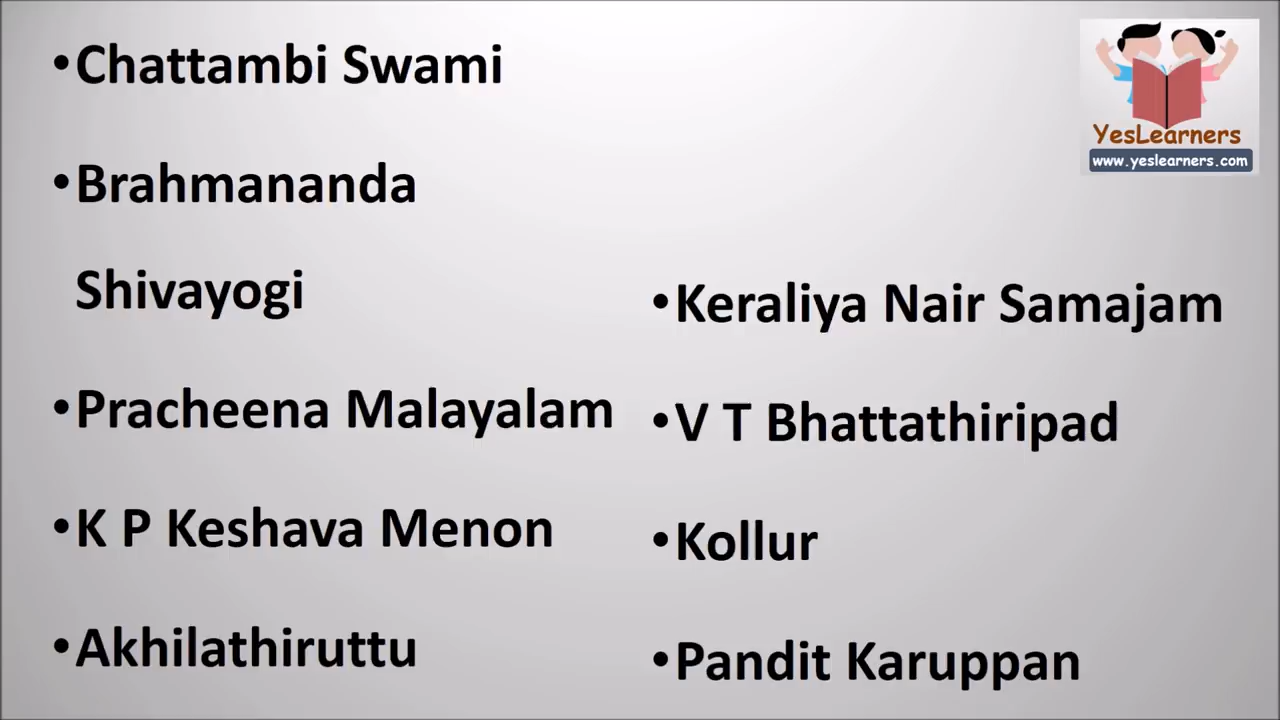 •Chattambi Swami
•Brahmananda
Shivayogi
•Pracheena Malayalam
•K P Keshava Menon
•Akhilathiruttu
•Keraliya Nair Samajam
•V T Bhattathiripad
•Kollur
•Pandit Karuppan
YesLearners
www.yeslearners.com